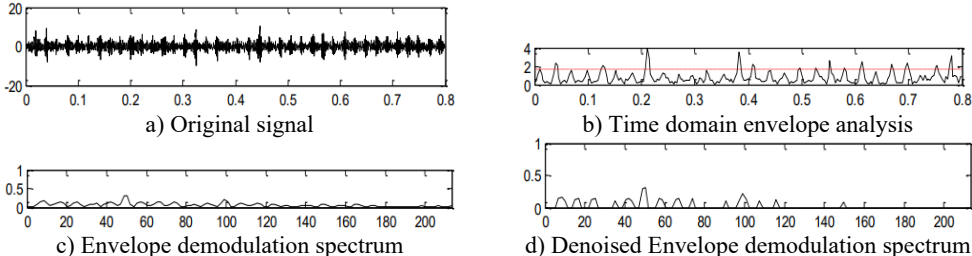 20
0
-20
0 0.1 0.2 0.3 0.4 0.5 0.6 0.7 0.8
a) Original signal
4
2
0
0 0.1 0.2 0.3 0.4 0.5 0.6 0.7 0.8
b) Time domain envelope analysis
1
0.5
0
0 20 40 60 80 100 120 140 160 180 200
c) Envelope demodulation spectrum
1
0.5
0
0 20 40 60 80 100 120 140 160 180 200
d) Denoised Envelope demodulation spectrum